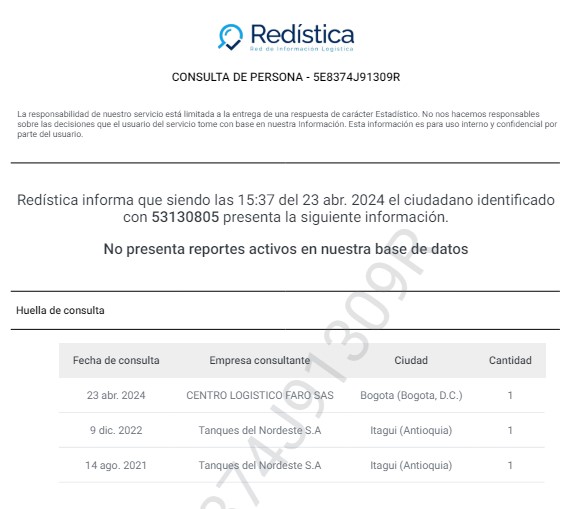 Redística
Red de Información Logística
CONSULTA DE PERSONA - 5E8374J91309R
La responsabilidad de nuestro servicio está limitada a la entrega de una respuesta de carácter Estadístico. No nos hacemos responsables
sobre las decisiones que el usuario del servicio tome con base en nuestra Información. Esta información es para uso interno y confidencial por
parte del usuario.
Redística informa que siendo las 15:37 del 23 abr. 2024 el ciudadano identificado
con 53130805 presenta la siguiente información.
No presenta reportes activos en nuestra base de datos
Huella de consulta
Fecha de consulta Empresa consultante Ciudad Cantidad
23 abr. 2024 CENTRO LOGISTICO FARO SAS Bogota (Bogota, D.C.) 1
9 dic. 2022 Tanques del Nordeste S.A Itagui (Antioquia) 1
14 ago. 2021 Tanques del Nordeste S.A Itagui (Antioquia) 1
374J91309R